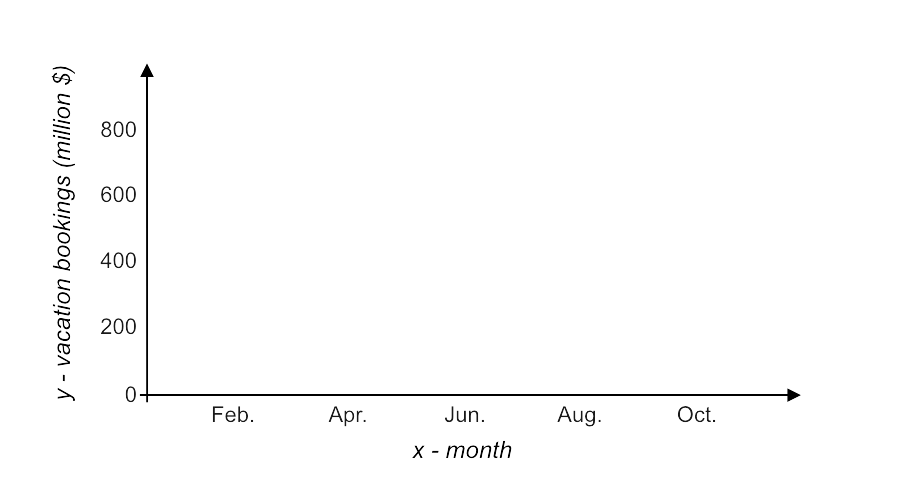 y - vacation bookings (million $)
800
600
400
200
0
Feb. Apr. Jun. Aug. Oct.
x - month